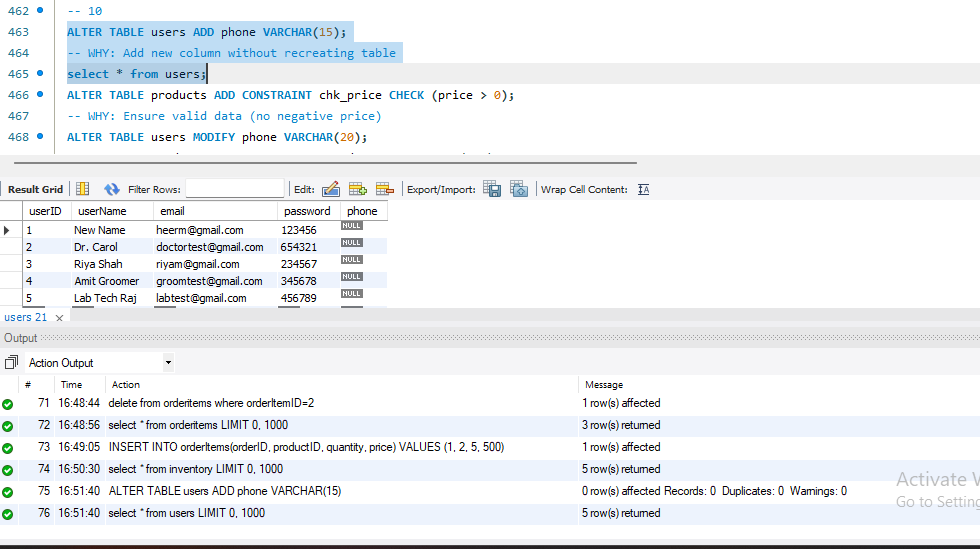 462 -- 10
463 ALTER TABLE users ADD phone VARCHAR(15);
464 -- WHY: Add new column without recreating table
465 select * from users;
466 ALTER TABLE products ADD CONSTRAINT chk_price CHECK (price > 0);
467 -- WHY: Ensure valid data (no negative price)
468 ALTER TABLE users MODIFY phone VARCHAR(20);
Result Grid Filter Rows: Edit: Export/Import: Wrap Cell Content:
userID userName email password phone
1 New Name heerm@gmail.com 123456 NULL
2 Dr. Carol doctortest@gmail.com 654321 NULL
3 Riya Shah riyam@gmail.com 234567 NULL
4 Amit Groomer groomtest@gmail.com 345678 NULL
5 Lab Tech Raj labtest@gmail.com 456789 NULL
users 21
Output
Action Output
# Time Action Message
71 16:48:44 delete from orderitems where orderItemID=2 1 row(s) affected
72 16:48:56 select * from orderitems LIMIT 0, 1000 3 row(s) returned
73 16:49:05 INSERT INTO orderItems(orderID, productID, quantity, price) VALUES (1, 2, 5, 500) 1 row(s) affected
74 16:50:30 select * from inventory LIMIT 0, 1000 5 row(s) returned
75 16:51:40 ALTER TABLE users ADD phone VARCHAR(15) 0 row(s) affected Records: 0 Duplicates: 0 Warnings: 0
76 16:51:40 select * from users LIMIT 0, 1000 5 row(s) returned
Activate
Go to Setting